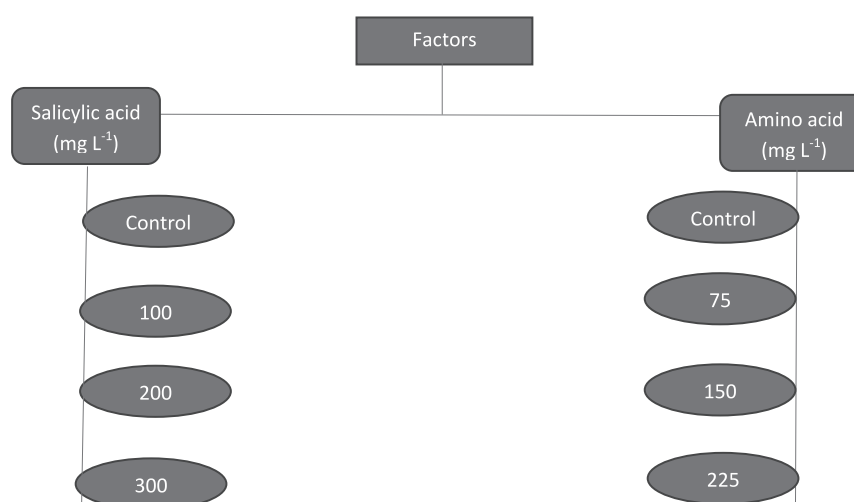 Factors
Salicylic acid
(mg L⁻¹)
Amino acid
(mg L⁻¹)
Control
100
200
300
Control
75
150
225